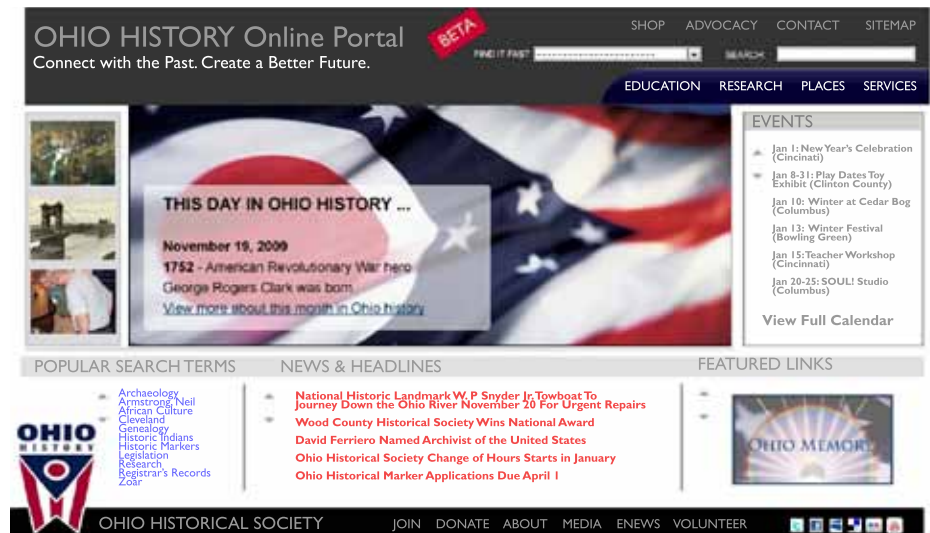 OHIO HISTORY Online Portal
Connect with the Past. Create a Better Future.
BETA
SHOP ADVOCACY CONTACT SITEMAP
FIND IT FAST
SEARCH
EDUCATION RESEARCH PLACES SERVICES
THIS DAY IN OHIO HISTORY ...
November 19, 2009
1752 - American Revolutionary War hero
George Rogers Clark was born
View more about this month in Ohio history
EVENTS
Jan 1: New Year's Celebration
(Cincinati)
Jan 8-31: Play Dates Toy
Exhibit (Clinton County)
Jan 10: Winter at Cedar Bog
(Columbus)
Jan 13: Winter Festival
(Bowling Green)
Jan 15: Teacher Workshop
(Cincinnati)
Jan 20-25: SOUL! Studio
(Columbus)
View Full Calendar
POPULAR SEARCH TERMS
Archaeology
Armstrong, Neil
African Culture
Cleveland
Genealogy
Historic Indians
Historic Markers
Legislation
Research
Registrar's Records
Zoar
NEWS & HEADLINES
National Historic Landmark W. P Snyder Jr. Towboat To
Journey Down the Ohio River November 20 For Urgent Repairs
Wood County Historical Society Wins National Award
David Ferriero Named Archivist of the United States
Ohio Historical Society Change of Hours Starts in January
Ohio Historical Marker Applications Due April 1
FEATURED LINKS
OHIO MEMORY
OHIO
HISTORY
OHIO HISTORICAL SOCIETY
JOIN DONATE ABOUT MEDIA ENEWS VOLUNTEER